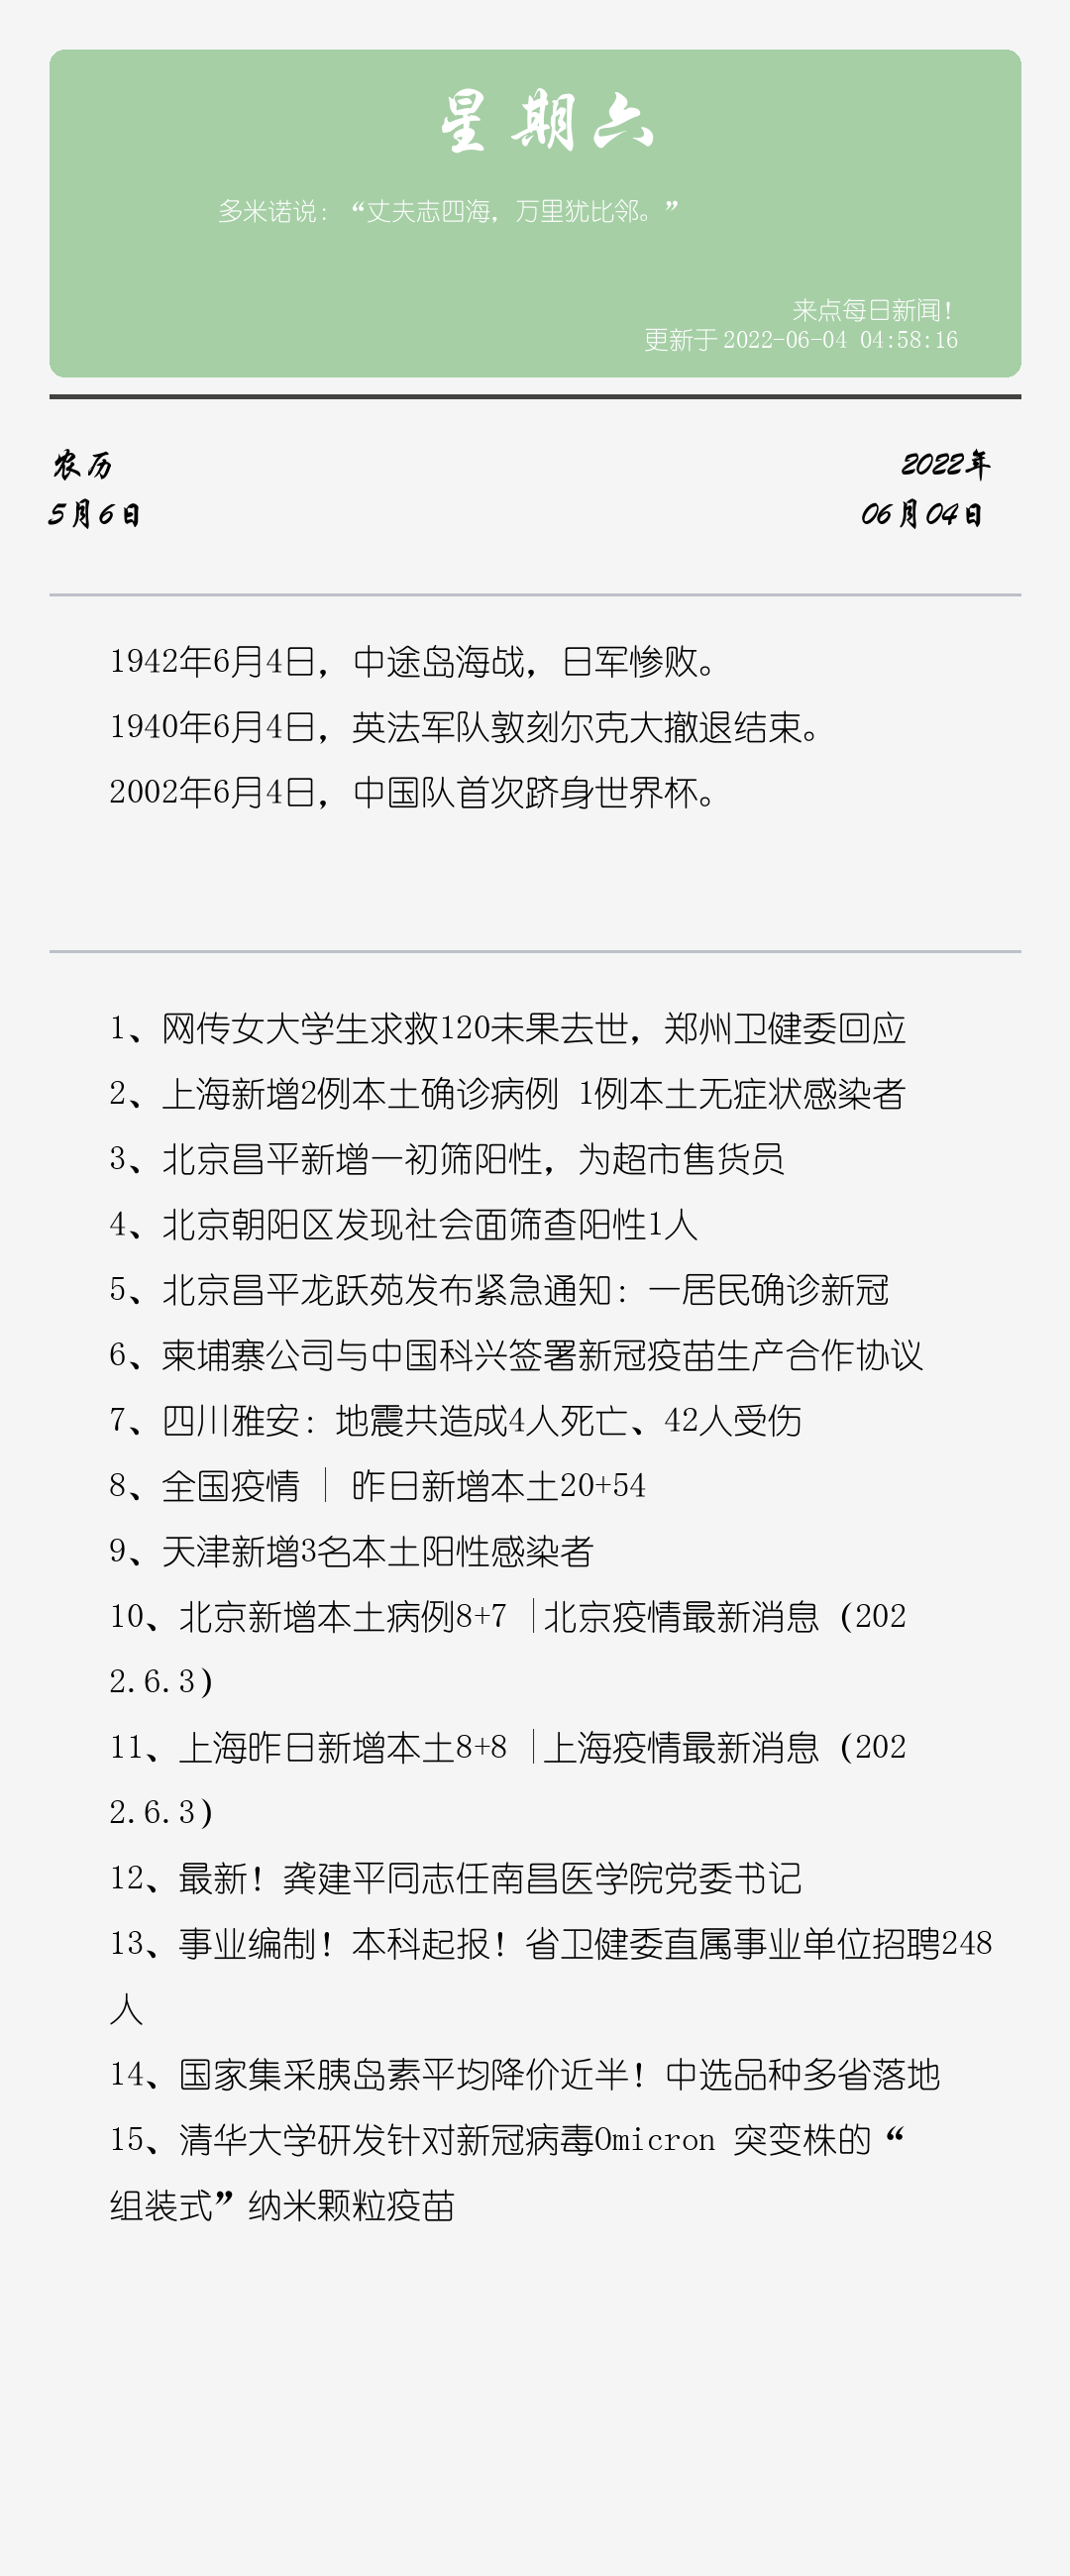 星期六
多米诺说：“丈夫志四海，万里犹比邻。”
来点每日新闻！
更新于 2022-06-04 04:58:16
农历
2022年
5月6日
06月04日
1942年6月4日，中途岛海战，日军惨败。
1940年6月4日，英法军队敦刻尔克大撤退结束。
2002年6月4日，中国队首次跻身世界杯。
1、网传女大学生求救120未果去世，郑州卫健委回应
2、上海新增2例本土确诊病例 1例本土无症状感染者
3、北京昌平新增一初筛阳性，为超市售货员
4、北京朝阳区发现社会面筛查阳性1人
5、北京昌平龙跃苑发布紧急通知：一居民确诊新冠
6、柬埔寨公司与中国科兴签署新冠疫苗生产合作协议
7、四川雅安：地震共造成4人死亡、42人受伤
8、全国疫情 | 昨日新增本土20+54
9、天津新增3名本土阳性感染者
10、北京新增本土病例8+7 |北京疫情最新消息（202
2.6.3）
11、上海昨日新增本土8+8 |上海疫情最新消息（202
2.6.3）
12、最新！龚建平同志任南昌医学院党委书记
13、事业编制！本科起报！省卫健委直属事业单位招聘248
人
14、国家集采胰岛素平均降价近半！中选品种多省落地
15、清华大学研发针对新冠病毒Omicron 突变株的“
组装式”纳米颗粒疫苗